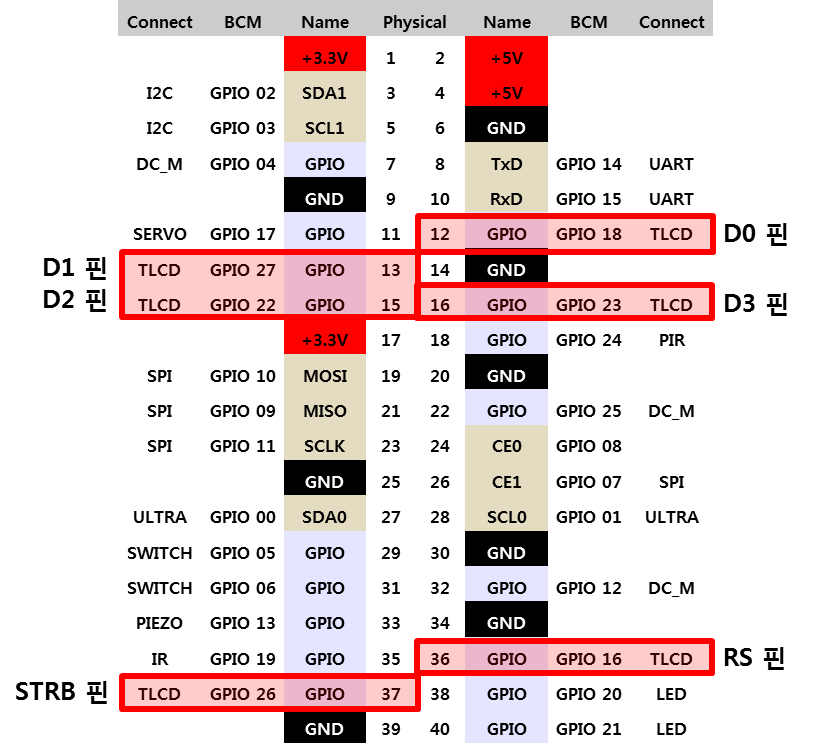 Connect BCM Name Physical Name BCM Connect
+3.3V 1 2 +5V
I2C GPIO 02 SDA1 3 4 +5V
I2C GPIO 03 SCL1 5 6 GND
DC_M GPIO 04 GPIO 7 8 TxD GPIO 14 UART
GND 9 10 RxD GPIO 15 UART
SERVO GPIO 17 GPIO 11 12 GPIO GPIO 18 TLCD D0 핀
D1 핀 TLCD GPIO 27 GPIO 13 14 GND
D2 핀 TLCD GPIO 22 GPIO 15 16 GPIO GPIO 23 TLCD D3 핀
+3.3V 17 18 GPIO GPIO 24 PIR
SPI GPIO 10 MOSI 19 20 GND
SPI GPIO 09 MISO 21 22 GPIO GPIO 25 DC_M
SPI GPIO 11 SCLK 23 24 CE0 GPIO 08
GND 25 26 CE1 GPIO 07 SPI
ULTRA GPIO 00 SDA0 27 28 SCL0 GPIO 01 ULTRA
SWITCH GPIO 05 GPIO 29 30 GND
SWITCH GPIO 06 GPIO 31 32 GPIO GPIO 12 DC_M
PIEZO GPIO 13 GPIO 33 34 GND
IR GPIO 19 GPIO 35 36 GPIO GPIO 16 TLCD RS 핀
STRB 핀 TLCD GPIO 26 GPIO 37 38 GPIO GPIO 20 LED
GND 39 40 GPIO GPIO 21 LED